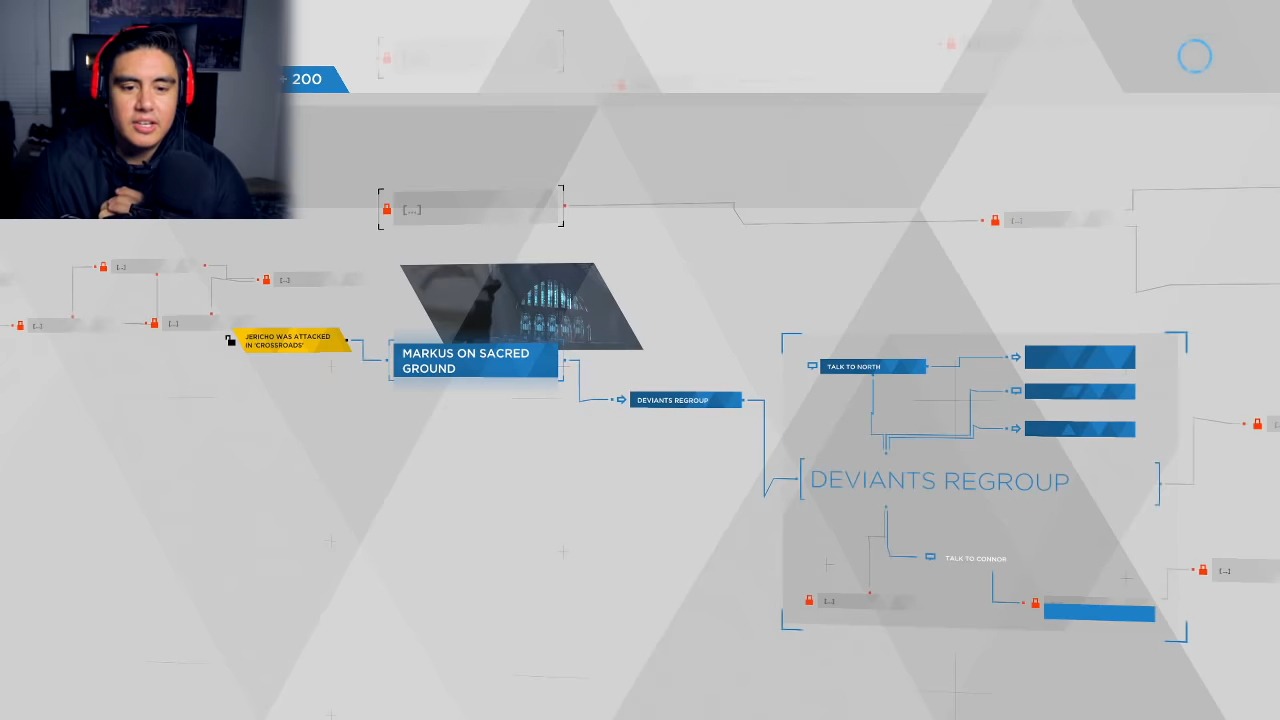 + 200
[...]
[...]
[...]
[...]
[...]
[...]
JERICHO WAS ATTACKED
IN 'CROSSROADS'
MARKUS ON SACRED
GROUND
DEVIANTS REGROUP
TALK TO NORTH
DEVIANTS REGROUP
TALK TO CONNOR
[...]
[...]